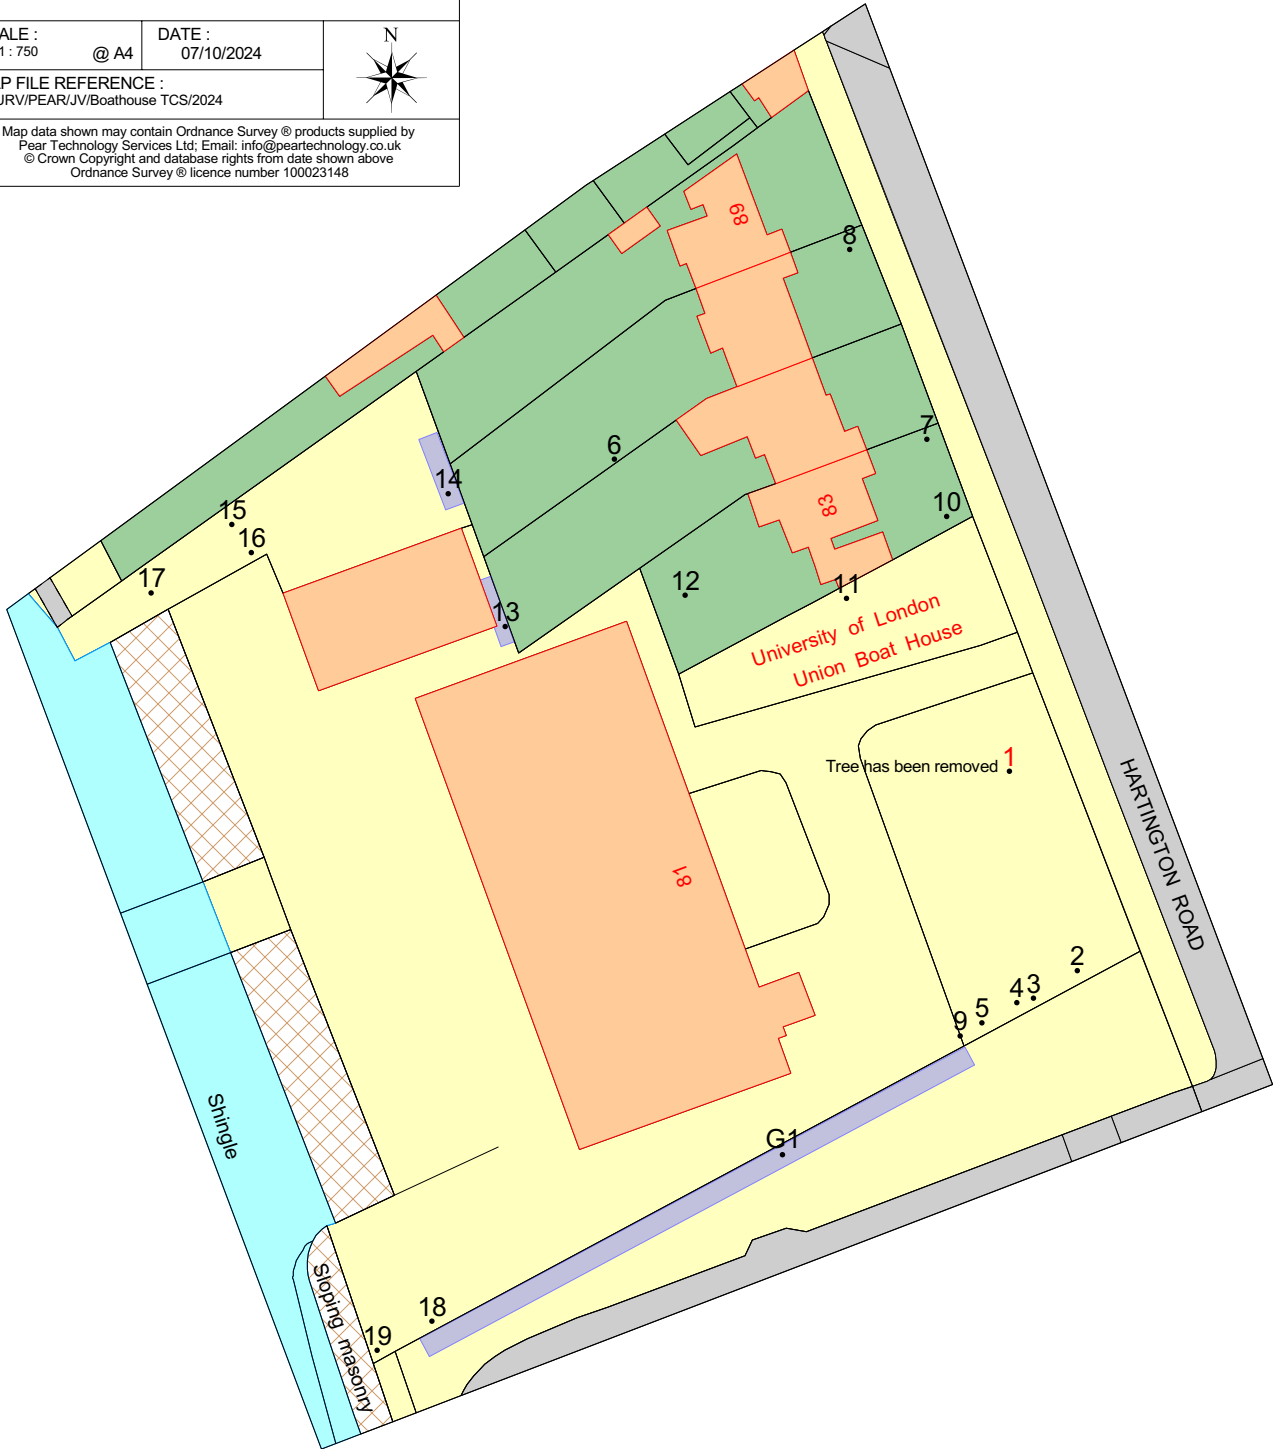 ALE :
1 : 750 @ A4
DATE :
07/10/2024
N
P FILE REFERENCE :
URV/PEAR/JV/Boathouse TCS/2024
Map data shown may contain Ordnance Survey ® products supplied by
Pear Technology Services Ltd; Email: info@peartechnology.co.uk
© Crown Copyright and database rights from date shown above
Ordnance Survey ® licence number 100023148
89
8
6
7
14
83
10
15
16
17
12
11
13
University of London
Union Boat House
Tree has been removed 1
HARTINGTON ROAD
81
2
4 3
5
9
Shingle
G1
Sloping masonry
18
19